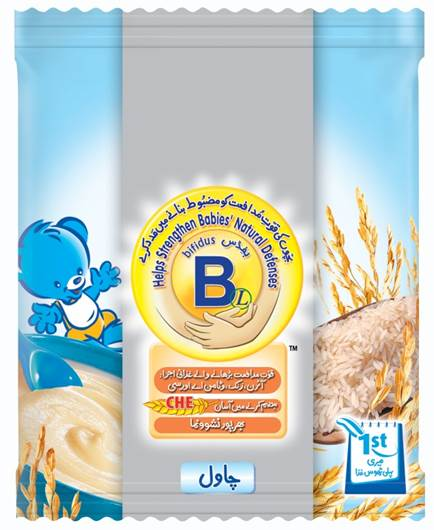 بچوں کی قوتِ مدافعت کو مضبوط بنانے میں مدد کرے
Helps Strengthen Babies' Natural Defenses
bifidus بفڈس
B
L
TM
قوتِ مدافعت بڑھانے والے غذائی اجزاء
آئرن، زنک، وٹامن اے اور سی
ہضم کرنے میں آسان CHE
بھرپور نشوونما
چاول
1st
میری
پہلی ٹھوس غذا